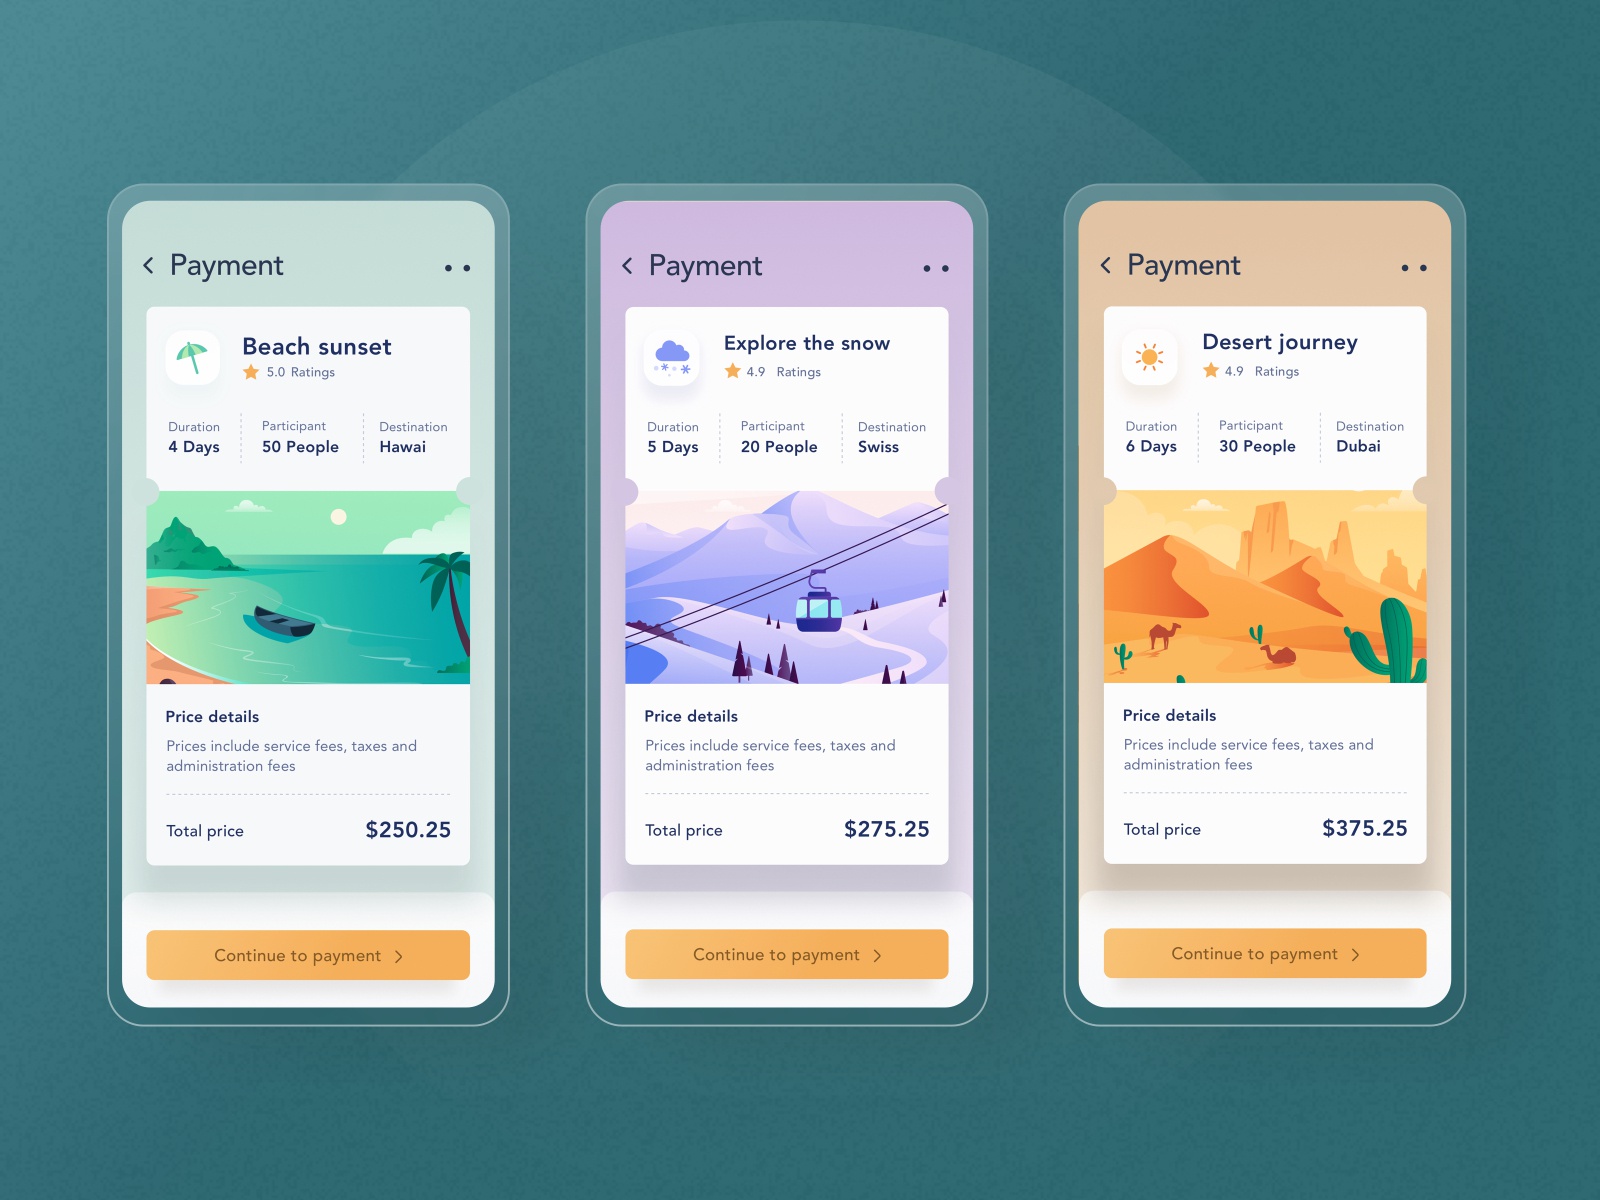 Payment
Beach sunset
5.0 Ratings
Duration
4 Days
Participant
50 People
Destination
Hawai
Price details
Prices include service fees, taxes and
administration fees
Total price
$250.25
Continue to payment
Payment
Explore the snow
4.9 Ratings
Duration
5 Days
Participant
20 People
Destination
Swiss
Price details
Prices include service fees, taxes and
administration fees
Total price
$275.25
Continue to payment
Payment
Desert journey
4.9 Ratings
Duration
6 Days
Participant
30 People
Destination
Dubai
Price details
Prices include service fees, taxes and
administration fees
Total price
$375.25
Continue to payment